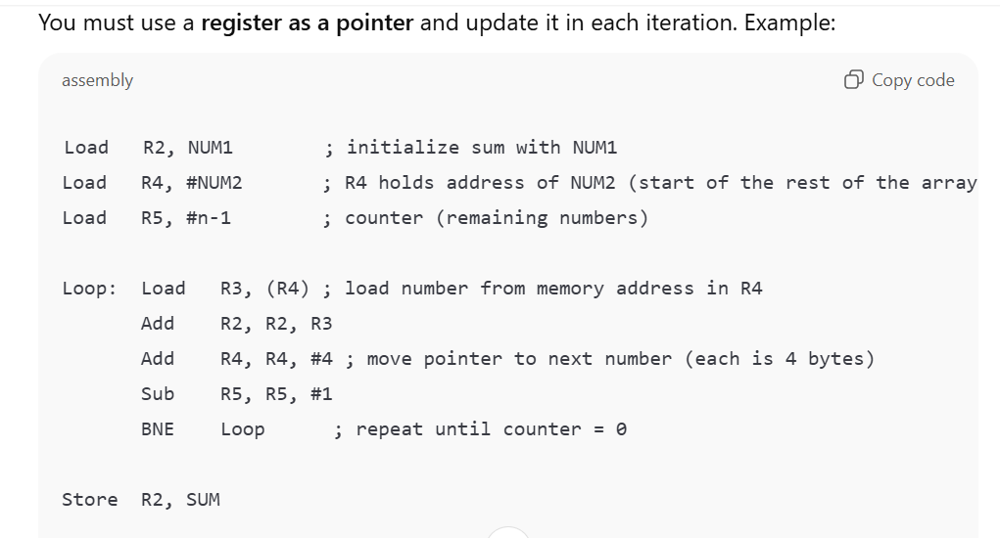 You must use a register as a pointer and update it in each iteration. Example:
assembly
Copy code
Load   R2, NUM1        ; initialize sum with NUM1
Load   R4, #NUM2       ; R4 holds address of NUM2 (start of the rest of the array
Load   R5, #n-1        ; counter (remaining numbers)
Loop:  Load   R3, (R4) ; load number from memory address in R4
       Add    R2, R2, R3
       Add    R4, R4, #4 ; move pointer to next number (each is 4 bytes)
       Sub    R5, R5, #1
       BNE    Loop      ; repeat until counter = 0
Store  R2, SUM